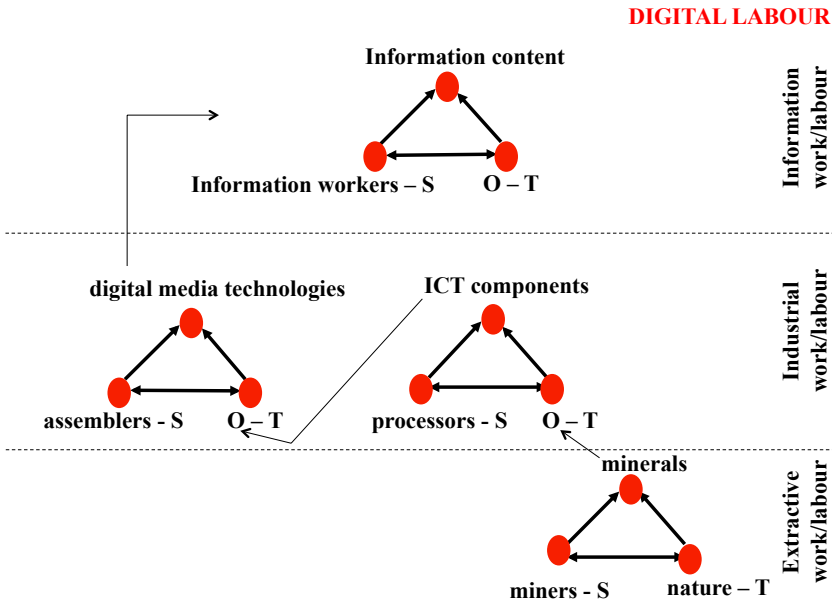 DIGITAL LABOUR
Information content
Information workers – S
O – T
Information
work/labour
digital media technologies
ICT components
assemblers - S
O – T
processors - S
O – T
Industrial
work/labour
minerals
miners - S
nature – T
Extractive
work/labour